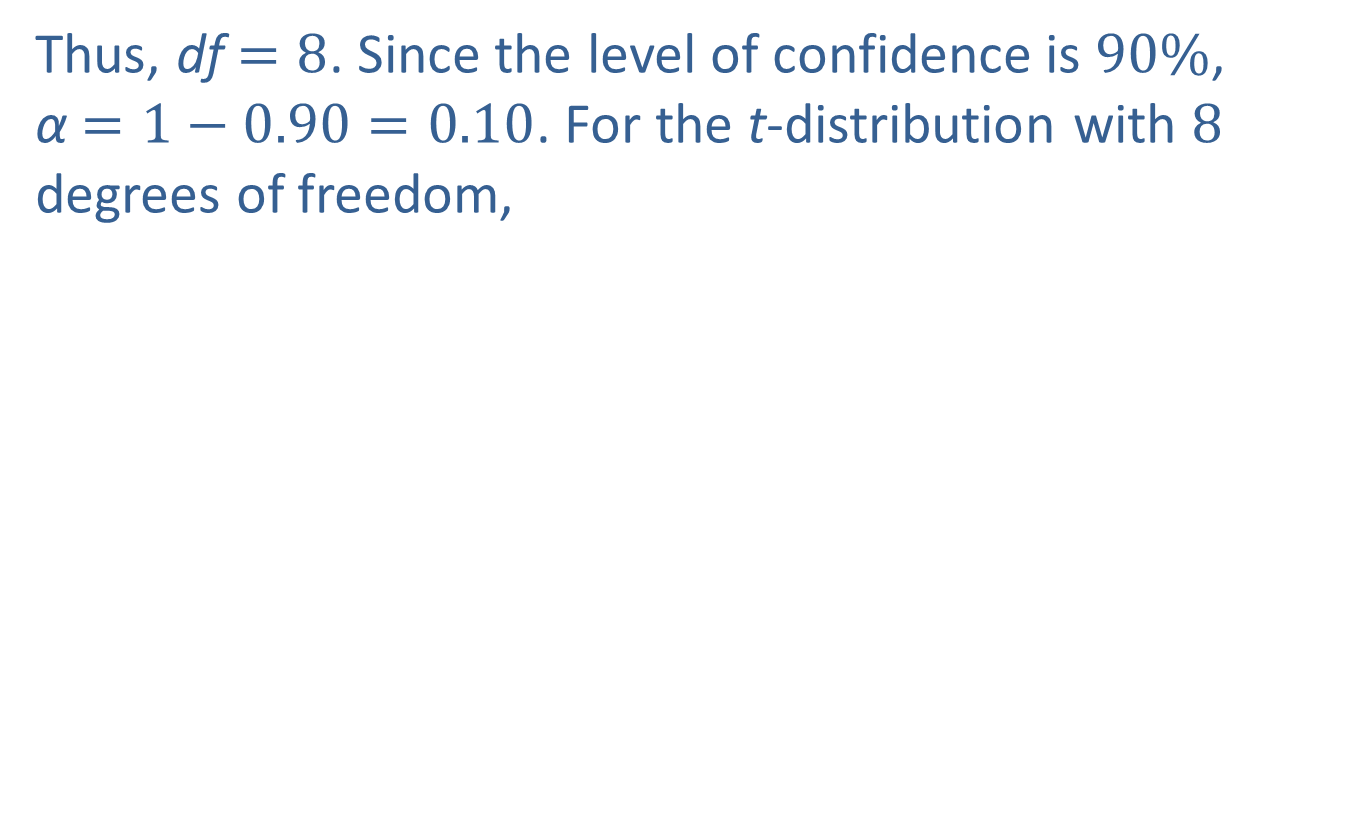 Thus, df = 8. Since the level of confidence is 90%,
α = 1 − 0.90 = 0.10. For the t-distribution with 8
degrees of freedom,